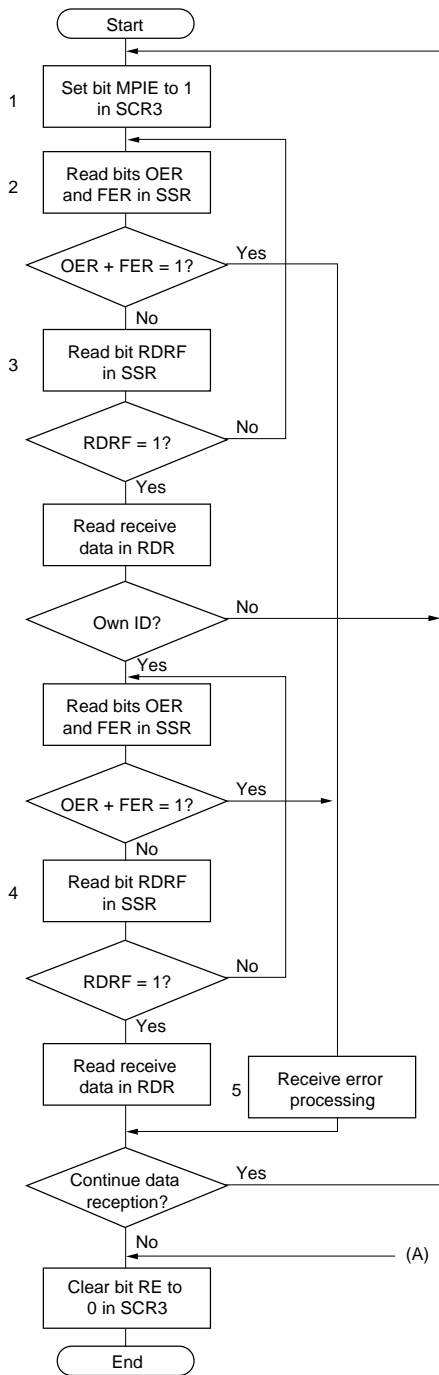 Start
1
Set bit MPIE to 1
in SCR3
2
Read bits OER
and FER in SSR
OER + FER = 1?
Yes
No
3
Read bit RDRF
in SSR
RDRF = 1?
No
Yes
Read receive
data in RDR
Own ID?
No
Yes
Read bits OER
and FER in SSR
OER + FER = 1?
Yes
No
4
Read bit RDRF
in SSR
RDRF = 1?
No
Yes
Read receive
data in RDR
5
Receive error
processing
Continue data
reception?
Yes
No
(A)
Clear bit RE to
0 in SCR3
End